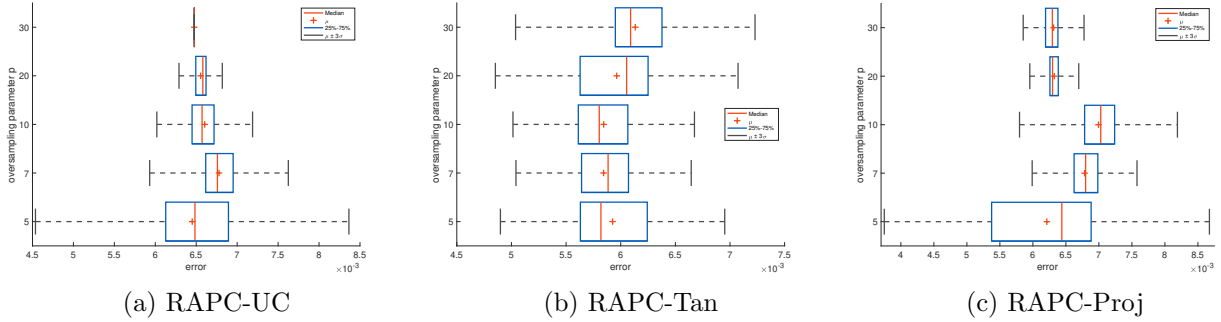 Median
μ
25%-75%
μ ± 3σ
oversampling parameter p
30
20
10
7
5
4.5 5 5.5 6 6.5 7 7.5 8 8.5
error
×10⁻³
(a) RAPC-UC
Median
μ
25%-75%
μ ± 3σ
oversampling parameter p
30
20
10
7
5
4.5 5 5.5 6 6.5 7 7.5
error
×10⁻³
(b) RAPC-Tan
Median
μ
25%-75%
μ ± 3σ
oversampling parameter p
30
20
10
7
5
4 4.5 5 5.5 6 6.5 7 7.5 8 8.5
error
×10⁻³
(c) RAPC-Proj